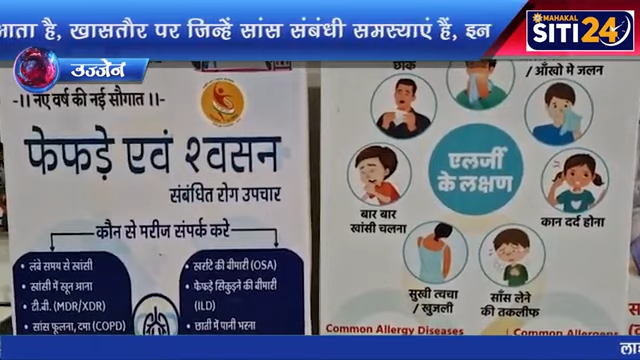 आता है, खासतौर पर जिन्हें सांस संबंधी समस्याएं हैं, इन
MAHAKAL
SITI 24
उज्जेन
-।। नए वर्ष की नई सौगात ।।-
फेफड़े एवं श्वसन
संबंधित रोग उपचार
कौन से मरीज संपर्क करे
• लंबे समय से खांसी
• खांसी में खून आना
• टी.बी. (MDR/XDR)
• सांस फूलना, दमा (COPD)
• खर्राटे की बीमारी (OSA)
• फेफड़े सिकुड़ने की बीमारी
(ILD)
• छाती में पानी भरना
छींक
/ आँखो मे जलन
एलर्जी
के लक्षण
बार बार
खांसी चलना
कान दर्द होना
सुखी त्वचा
/ खुजली
साँस लेने
की तकलीफ
Common Allergy Diseases
Common Allergens